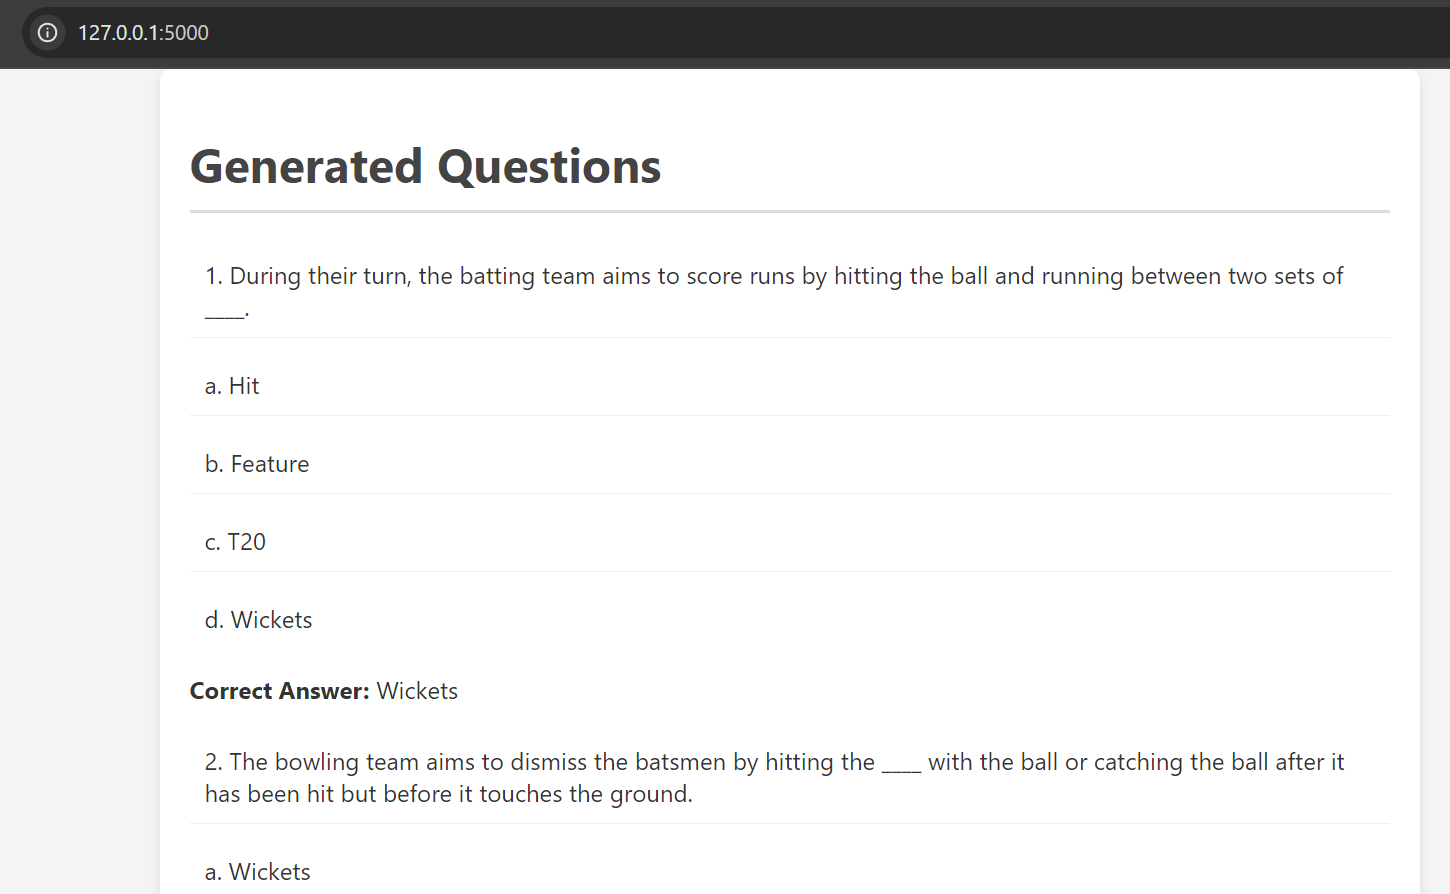 127.0.0.1:5000
Generated Questions
1. During their turn, the batting team aims to score runs by hitting the ball and running between two sets of
____.
a. Hit
b. Feature
c. T20
d. Wickets
Correct Answer: Wickets
2. The bowling team aims to dismiss the batsmen by hitting the ____ with the ball or catching the ball after it
has been hit but before it touches the ground.
a. Wickets